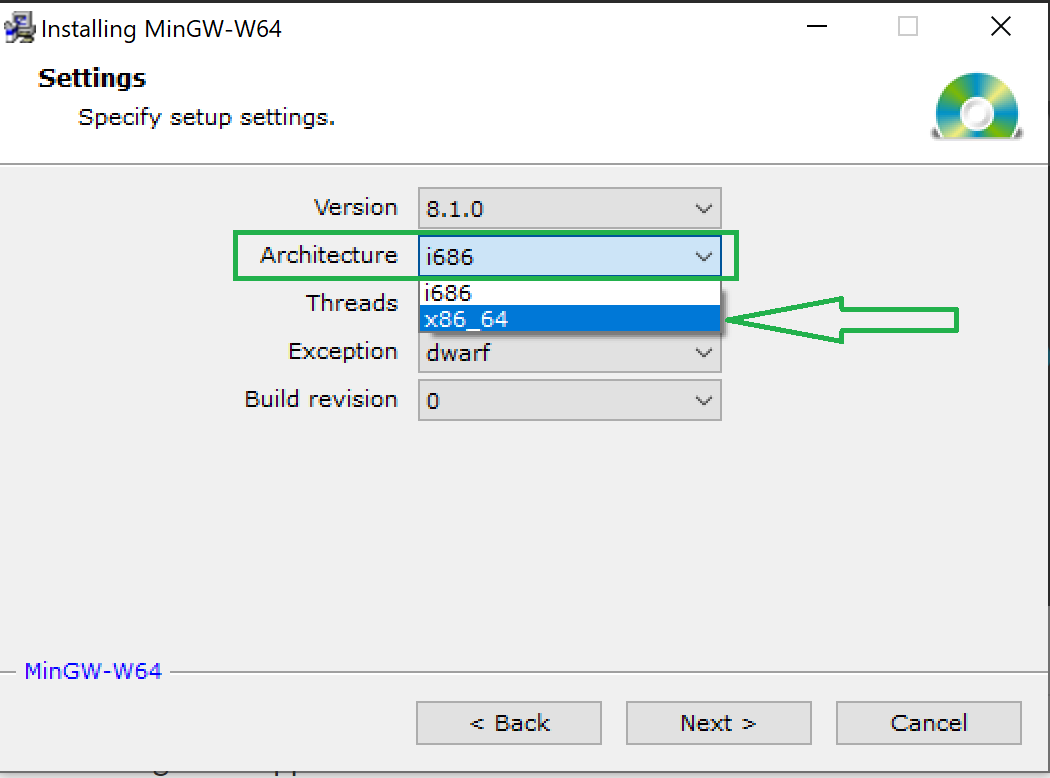 Installing MinGW-W64
Settings
Specify setup settings.
Version 8.1.0
Architecture i686
i686
Threads
x86_64
Exception dwarf
Build revision 0
MinGW-W64
< Back Next > Cancel